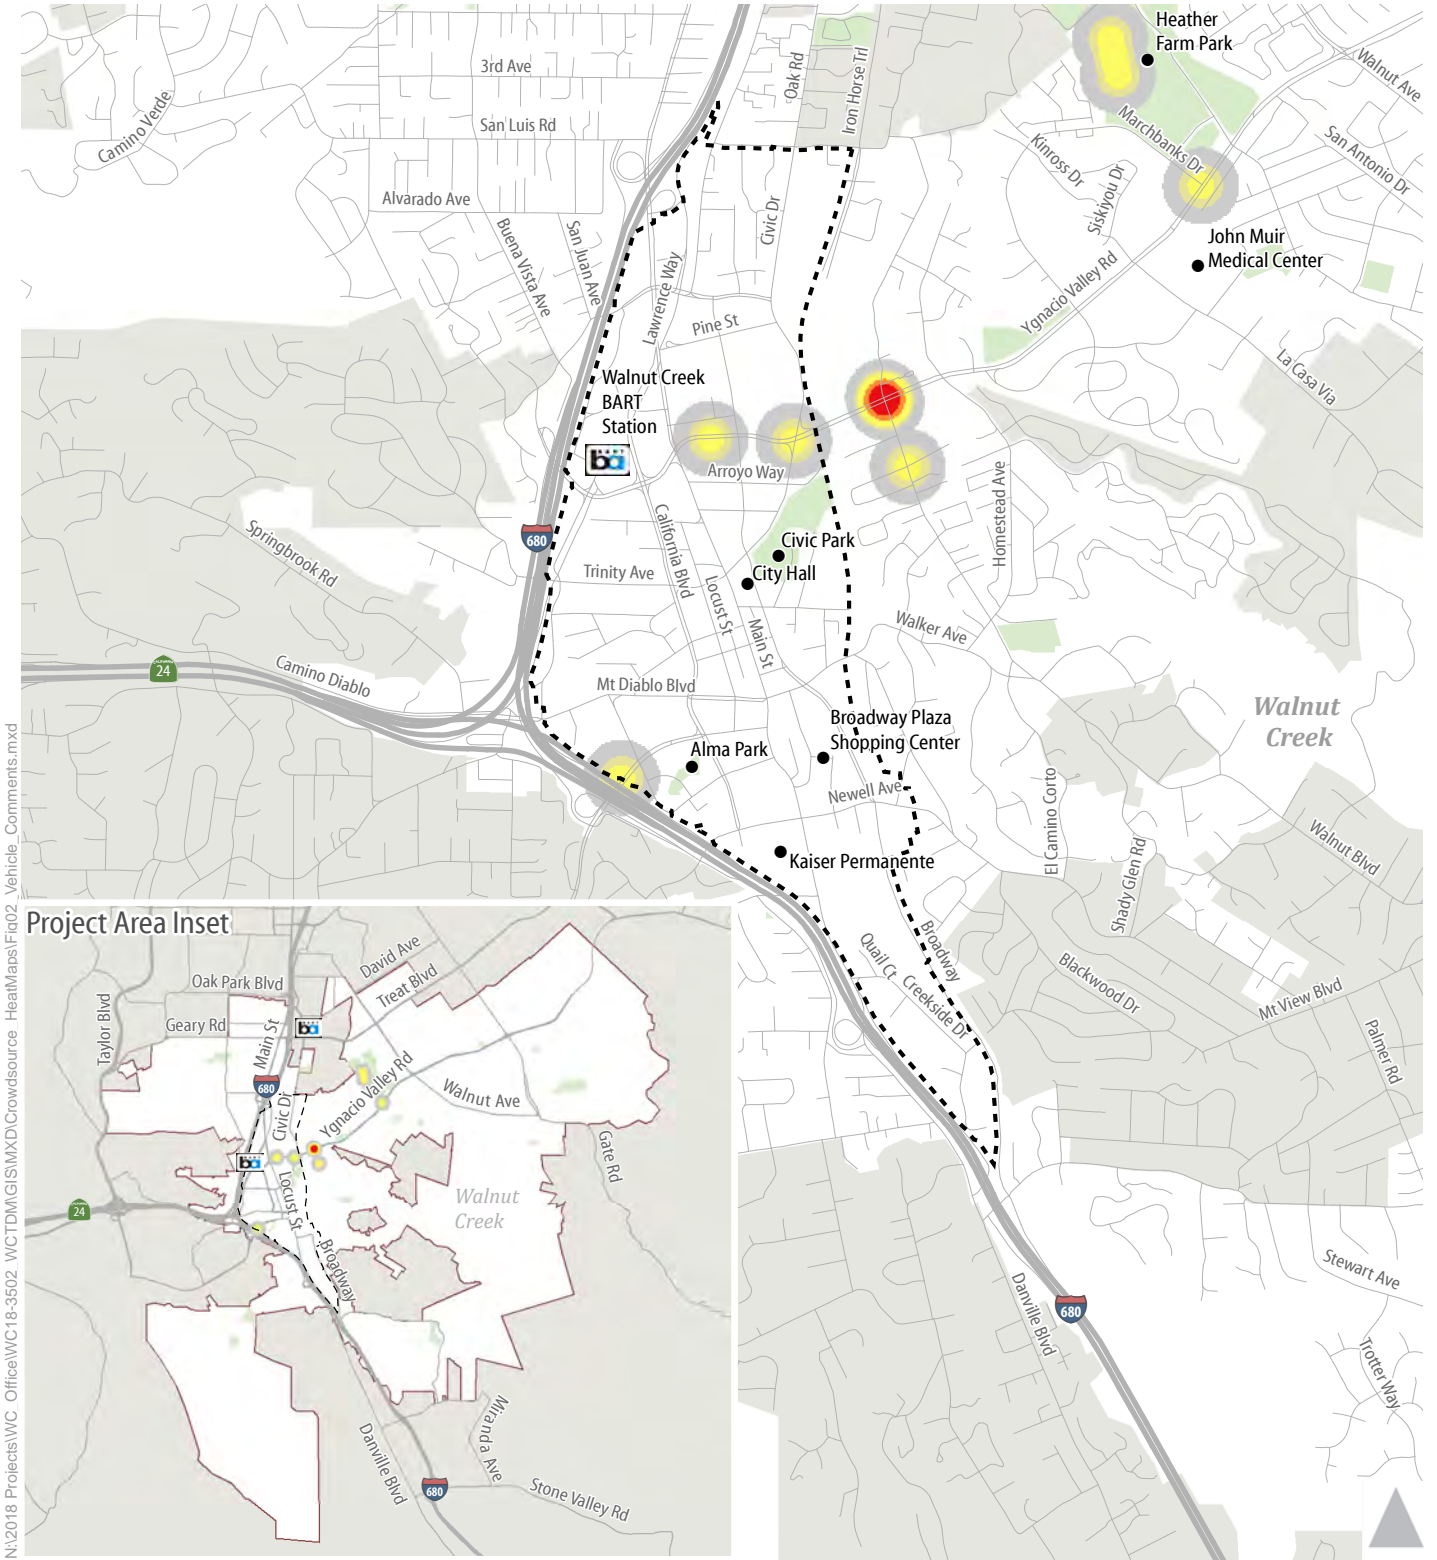 Heather
Farm Park
Walnut Ave
3rd Ave
Oak Rd
Iron Horse Trl
Camino Verde
San Luis Rd
Marchbanks Dr
Kinross Dr
San Antonio Dr
Siskiyou Dr
Alvarado Ave
Buena Vista Ave
San Juan Ave
Civic Dr
John Muir
Medical Center
Lawrence Way
Ygnacio Valley Rd
Pine St
La Casa Via
Walnut Creek
BART
Station
BART
ba
Arroyo Way
Homestead Ave
California Blvd
680
Springbrook Rd
Civic Park
City Hall
Trinity Ave
Locust St
Main St
Walker Ave
CALIFORNIA
24
Camino Diablo
Mt Diablo Blvd
Broadway Plaza
Shopping Center
Walnut
Creek
Alma Park
Newell Ave
El Camino Corto
Kaiser Permanente
Shady Glen Rd
Walnut Blvd
Quail Ct
Creekside Dr
Broadway
Blackwood Dr
Mt View Blvd
Palmer Rd
Stewart Ave
Danville Blvd
680
Trotter Way
Project Area Inset
David Ave
Treat Blvd
Oak Park Blvd
Taylor Blvd
Geary Rd
Main St
ba
680
Civic Dr
Ygnacio Valley Rd
Walnut Ave
Gate Rd
ba
Locust St
Walnut
Creek
24
Broadway
Miranda Ave
Danville Blvd
680
Stone Valley Rd
N:\2018 Projects\WC_Office\WC18-3502_WCTDM\GIS\MXD\Crowdsource_HeatMaps\Fig02_Vehicle_Comments.mxd